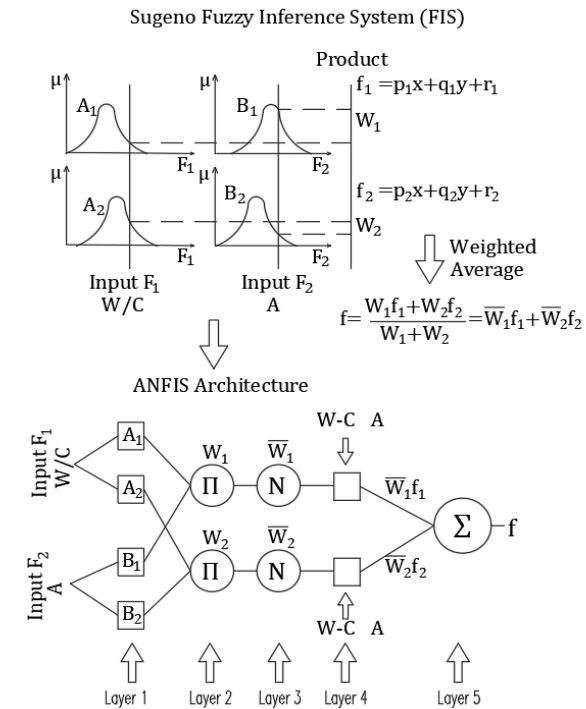 Sugeno Fuzzy Inference System (FIS)
Product
μ A₁ F₁
μ B₁ F₂
f₁ =p₁x+q₁y+r₁
W₁
μ A₂ F₁
μ B₂ F₂
f₂ =p₂x+q₂y+r₂
W₂
Input F₁
W/C
Input F₂
A
Weighted
Average
f= W₁f₁+W₂f₂ / W₁+W₂ =W̅₁f₁+W̅₂f₂
ANFIS Architecture
W-C A
Input F₁
W/C
A₁
A₂
W₁
Π
W̅₁
N
W̅₁f₁
Σ
f
Input F₂
A
B₁
B₂
W₂
Π
W̅₂
N
W̅₂f₂
W-C A
Layer 1
Layer 2
Layer 3
Layer 4
Layer 5